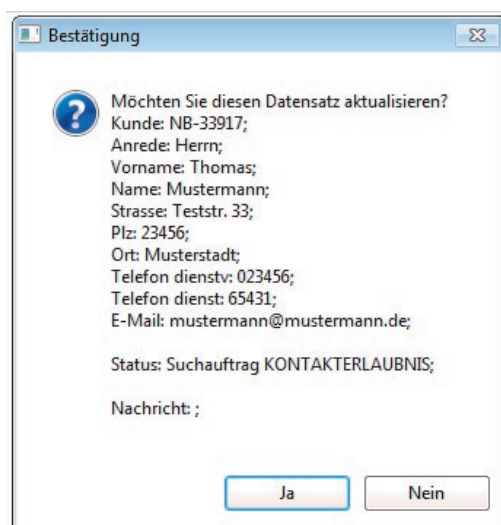 Bestätigung
Möchten Sie diesen Datensatz aktualisieren?
Kunde: NB-33917;
Anrede: Herrn;
Vorname: Thomas;
Name: Mustermann;
Strasse: Teststr. 33;
Plz: 23456;
Ort: Musterstadt;
Telefon dienstv: 023456;
Telefon dienst: 65431;
E-Mail: mustermann@mustermann.de;
Status: Suchauftrag KONTAKTERLAUBNIS;
Nachricht: ;
Ja Nein